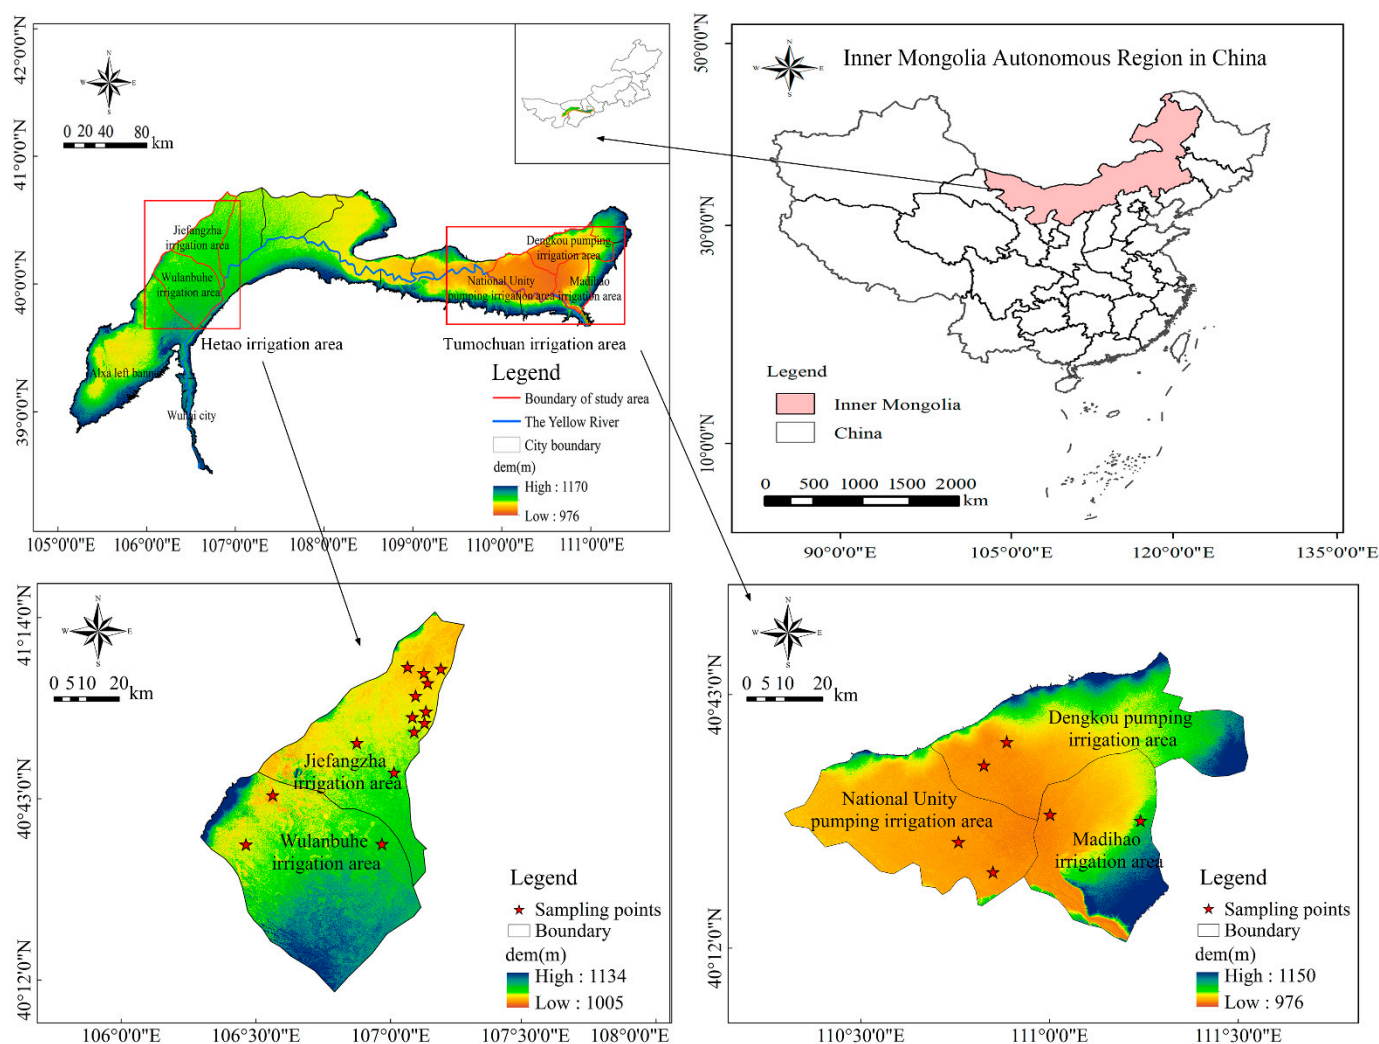 42°0'0"N
41°0'0"N
40°0'0"N
39°0'0"N
N
W E
S
0 20 40 80
km
Jiefangzha
irrigation area
Wulanbuhe
irrigation area
Dengkou pumping
irrigation area
National Unity
pumping irrigation area
Madihao
irrigation area
Hetao irrigation area
Tumochuan irrigation area
Alxa left banne
Wuhai city
Legend
Boundary of study area
The Yellow River
City boundary
dem(m)
High : 1170
Low : 976
105°0'0"E 106°0'0"E 107°0'0"E 108°0'0"E 109°0'0"E 110°0'0"E 111°0'0"E
50°0'0"N
30°0'0"N
10°0'0"N
N
W E
S
Inner Mongolia Autonomous Region in China
Legend
Inner Mongolia
China
0 500 1000 1500 2000
km
90°0'0"E 105°0'0"E 120°0'0"E 135°0'0"E
41°14'0"N
40°43'0"N
40°12'0"N
N
W E
S
0 510 20
km
Jiefangzha
irrigation area
Wulanbuhe
irrigation area
Legend
Sampling points
Boundary
dem(m)
High : 1134
Low : 1005
106°0'0"E 106°30'0"E 107°0'0"E 107°30'0"E 108°0'0"E
40°43'0"N
40°12'0"N
N
W E
S
0 5 10 20
km
Dengkou pumping
irrigation area
National Unity
pumping irrigation area
Madihao
irrigation area
Legend
Sampling points
Boundary
dem(m)
High : 1150
Low : 976
110°30'0"E 111°0'0"E 111°30'0"E